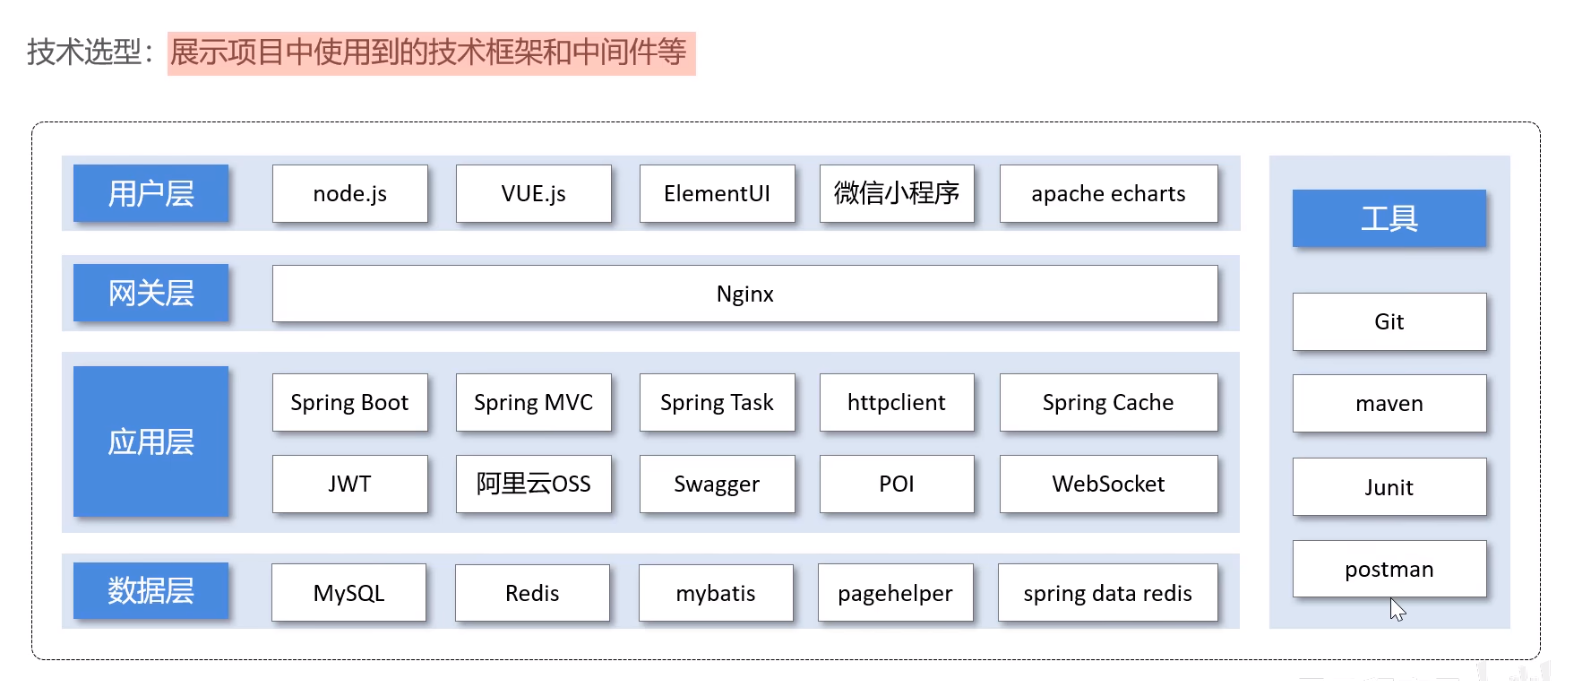 技术选型：展示项目中使用到的技术框架和中间件等
用户层 node.js VUE.js ElementUI 微信小程序 apache echarts
网关层 Nginx
应用层
Spring Boot Spring MVC Spring Task httpclient Spring Cache
JWT 阿里云OSS Swagger POI WebSocket
数据层 MySQL Redis mybatis pagehelper spring data redis
工具
Git
maven
Junit
postman